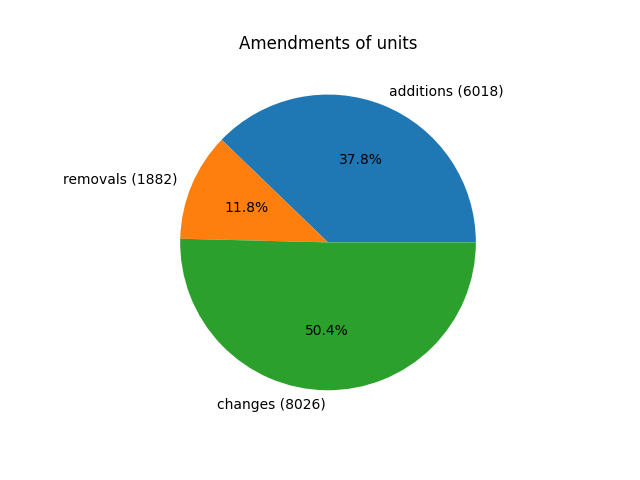 Amendments of units
additions (6018)
37.8%
removals (1882)
11.8%
50.4%
changes (8026)